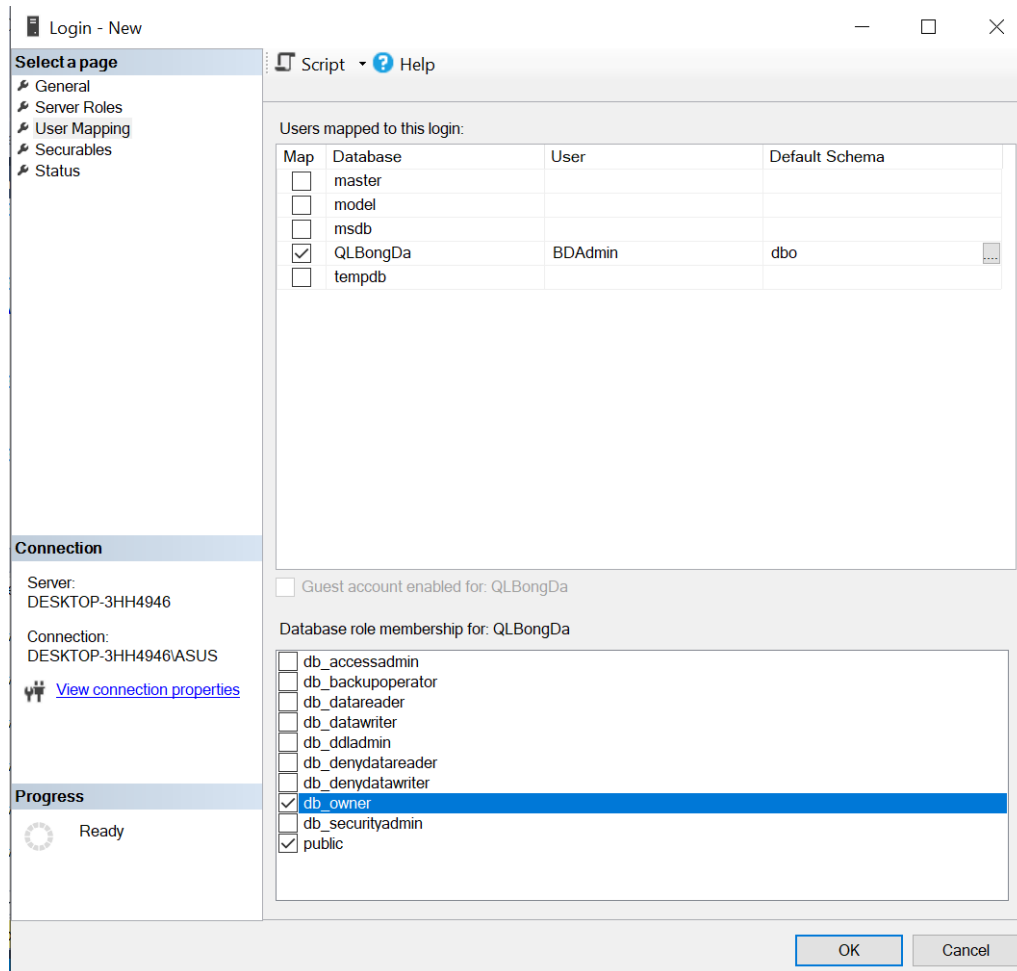 Login - New
Select a page
General
Server Roles
User Mapping
Securables
Status
Script
Help
Users mapped to this login:
Map Database User Default Schema
master
model
msdb
QLBongDa BDAdmin dbo ....
tempdb
Guest account enabled for: QLBongDa
Database role membership for: QLBongDa
db_accessadmin
db_backupoperator
db_datareader
db_datawriter
db_ddladmin
db_denydatareader
db_denydatawriter
db_owner
db_securityadmin
public
Connection
Server:
DESKTOP-3HH4946
Connection:
DESKTOP-3HH4946\ASUS
View connection properties
Progress
Ready
OK Cancel